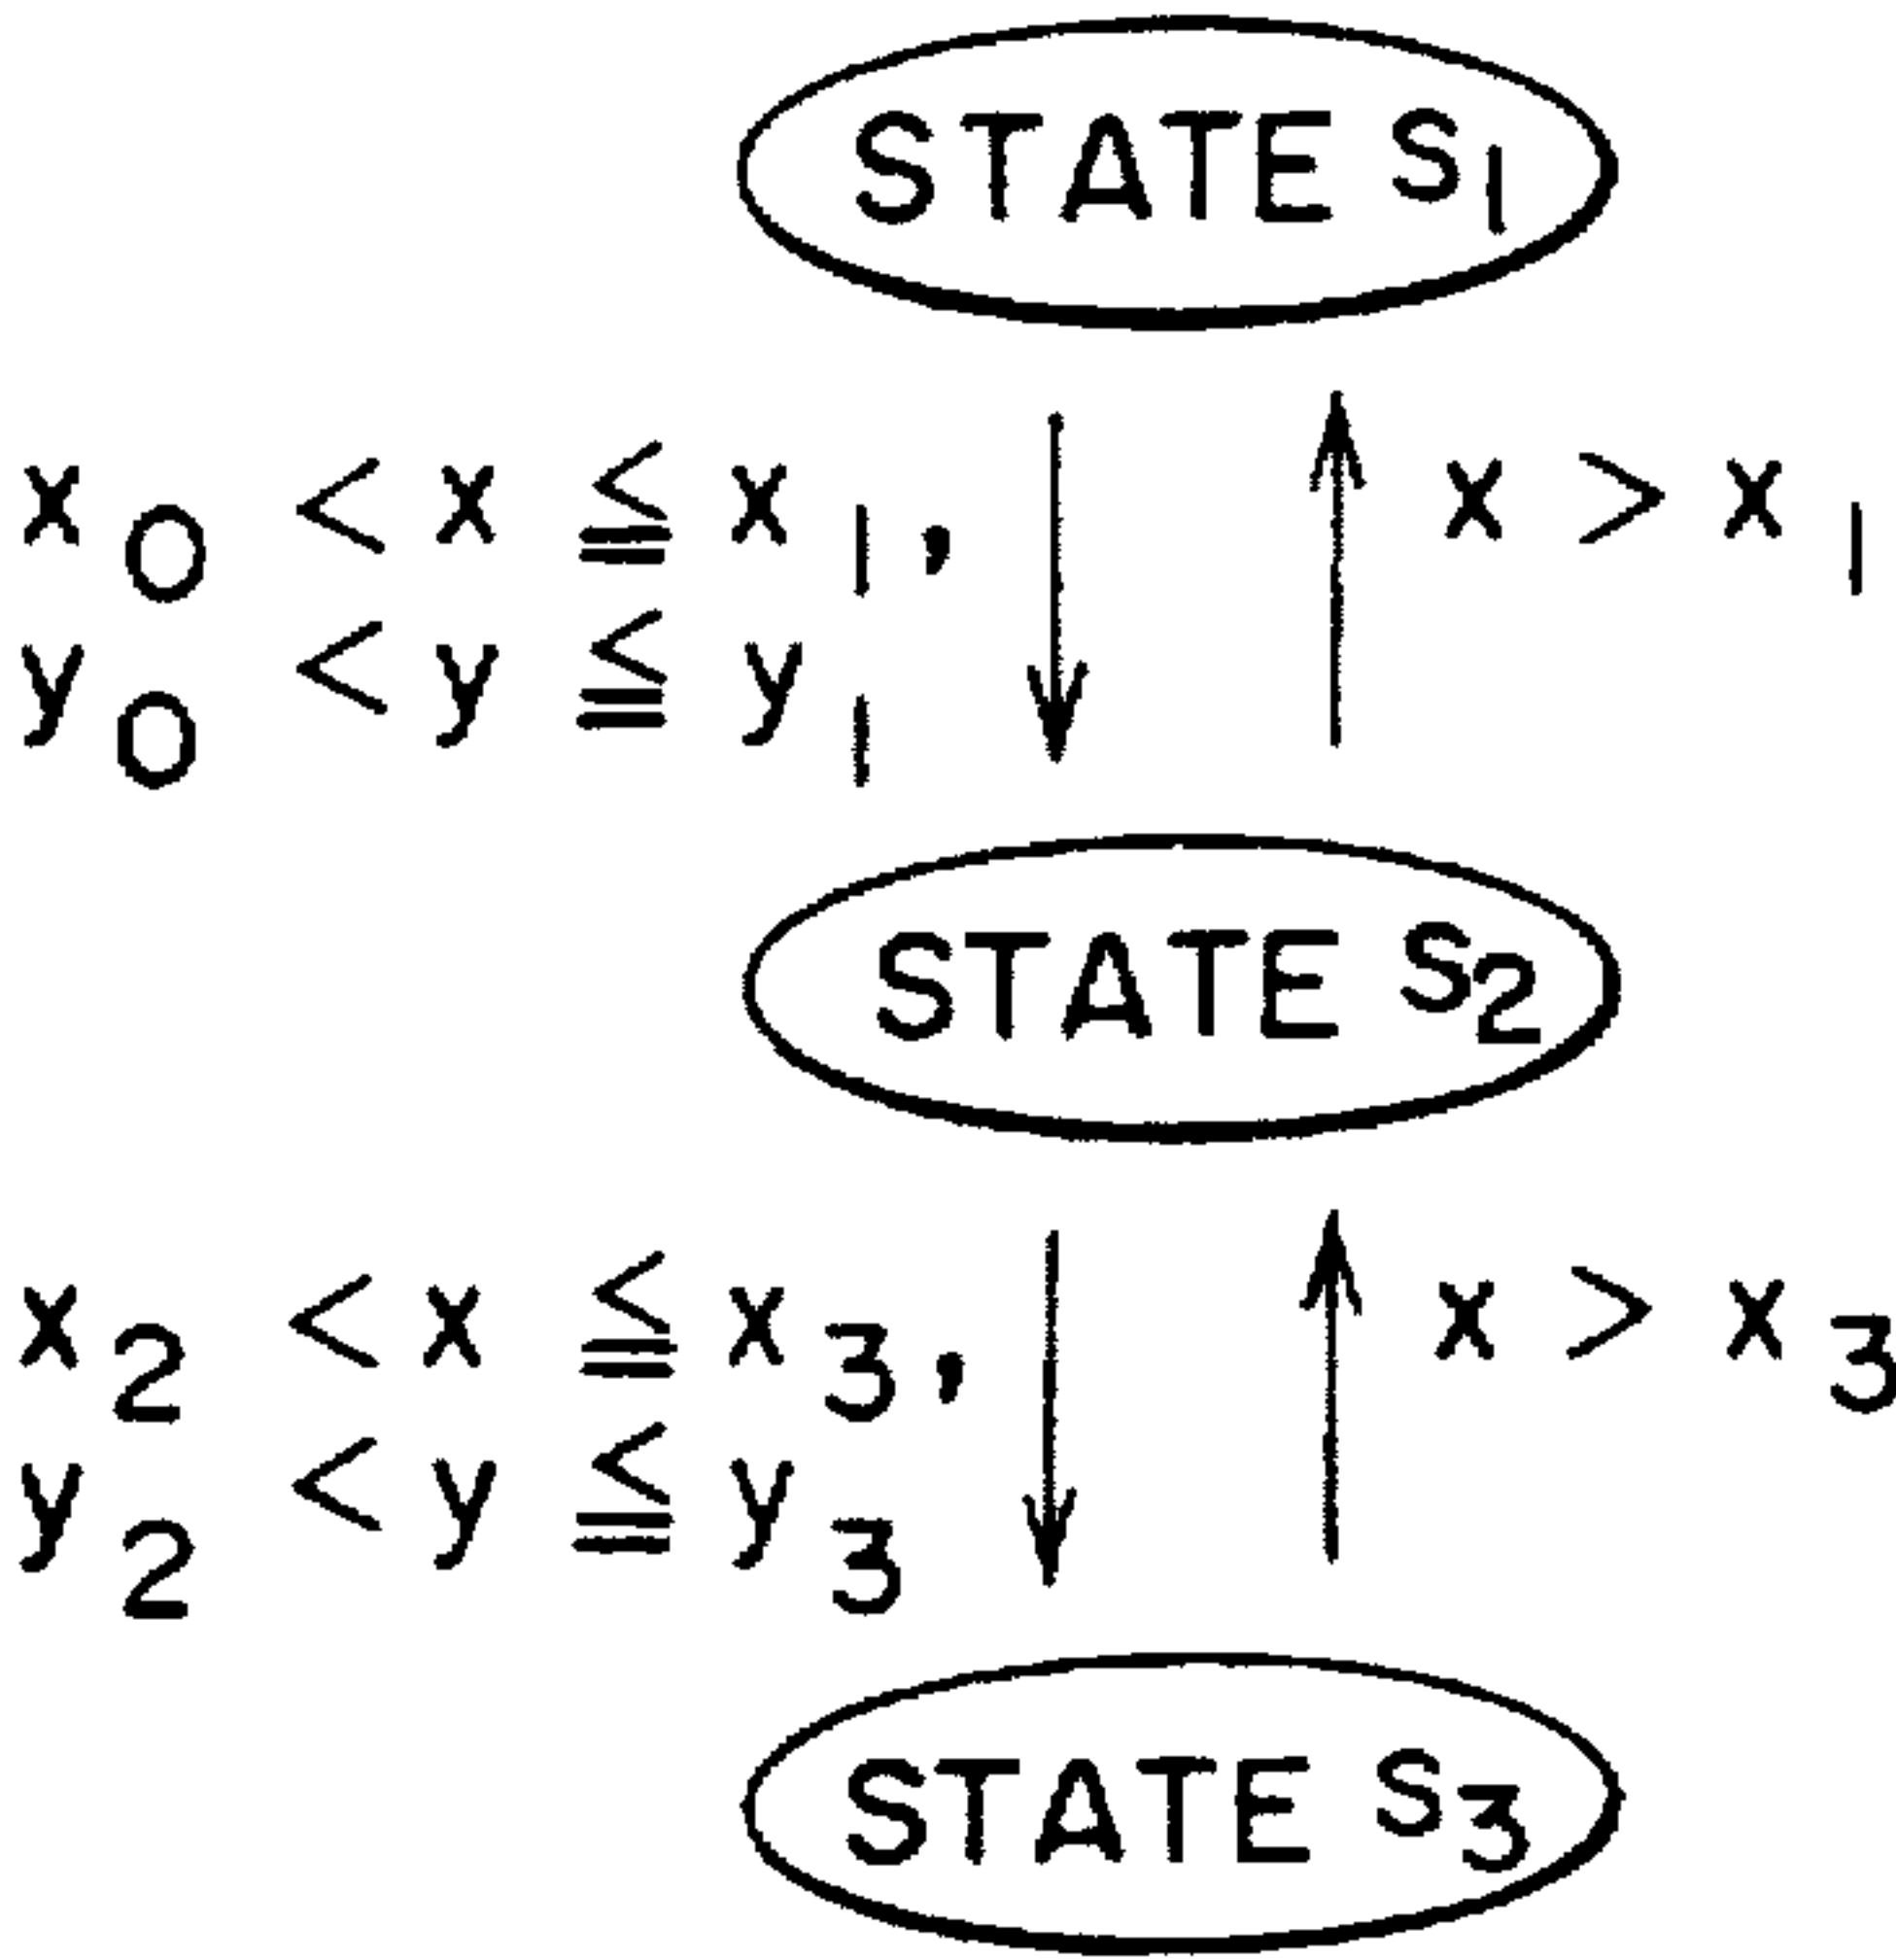 STATE S₁
x₀ < x ≦ x₁, x > x₁
y₀ < y ≦ y₁
STATE S₂
x₂ < x ≦ x₃, x > x₃
y₂ < y ≦ y₃
STATE S₃